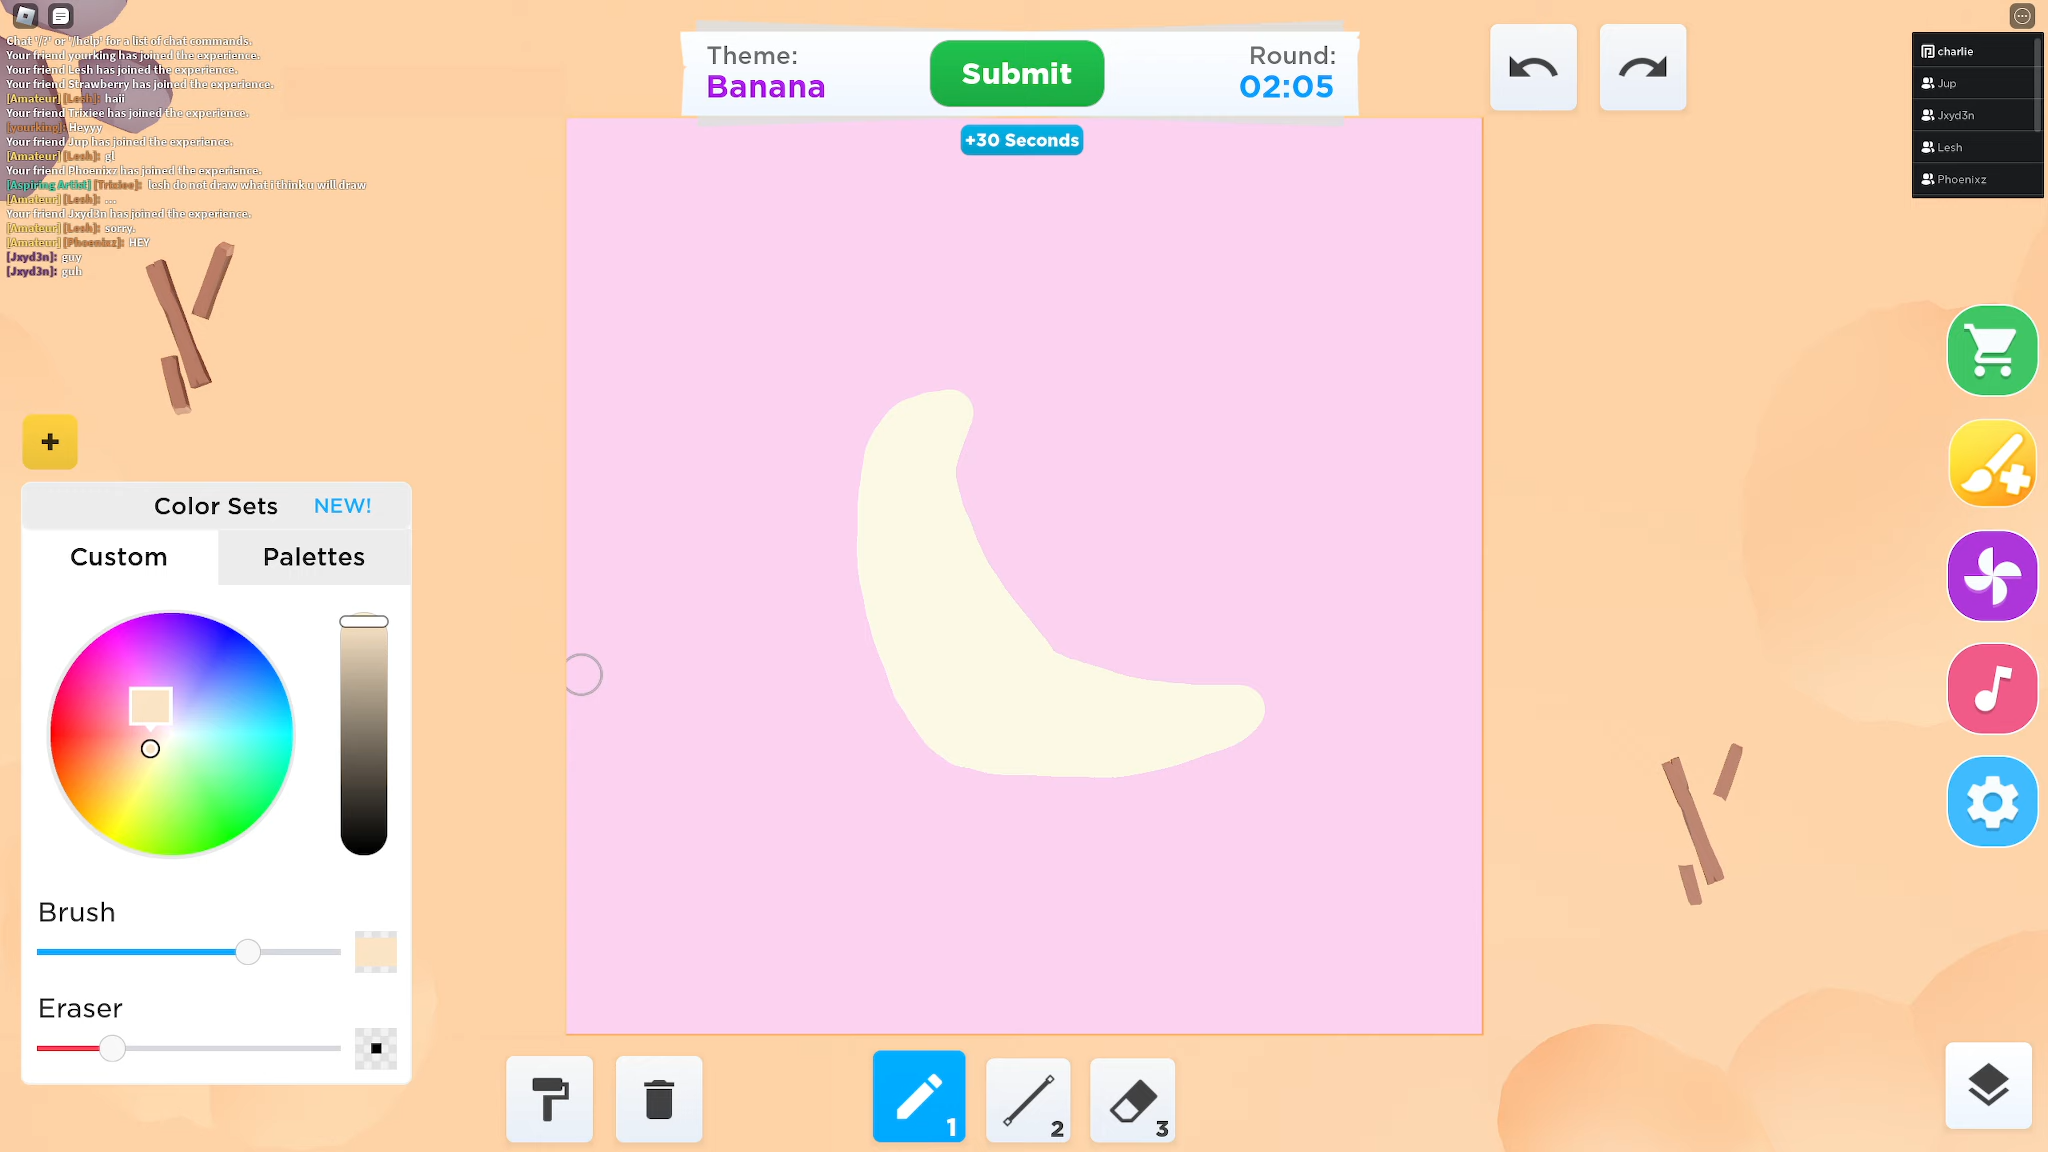 Chat '/?' or '/help' for a list of chat commands.
Your friend yourking has joined the experience.
Your friend Lesh has joined the experience.
Your friend Strawberry has joined the experience.
[Amateur] [Lesh]: haii
Your friend Trixiee has joined the experience.
[yourking]: Heyyy
Your friend Jup has joined the experience.
[Amateur] [Lesh]: gl
Your friend Phoenixz has joined the experience.
[Aspiring Artist] [Trixiee]: lesh do not draw what i think u will draw
[Amateur] [Lesh]: ...
Your friend Jxyd3n has joined the experience.
[Amateur] [Lesh]: sorry.
[Amateur] [Phoenixz]: HEY
[Jxyd3n]: guy
[Jxyd3n]: guh
Theme:
Banana
Submit
Round:
02:05
+30 Seconds
charlie
Jup
Jxyd3n
Lesh
Phoenixz
+
Color Sets NEW!
Custom Palettes
Brush
Eraser
1
2
3